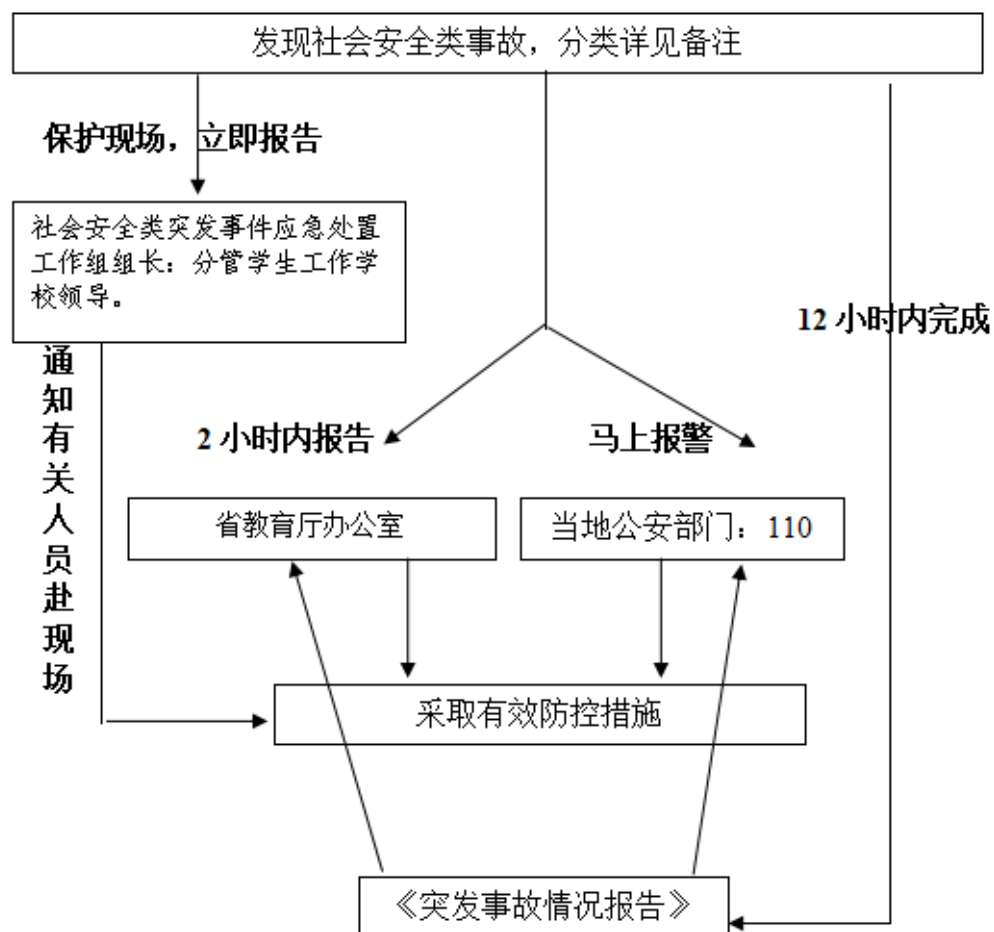 发现社会安全类事故，分类详见备注
保护现场，立即报告
社会安全类突发事件应急处置
工作组组长：分管学生工作学
校领导。
12 小时内完成
通知有关人员赴现场
2 小时内报告
马上报警
省教育厅办公室
当地公安部门：110
采取有效防控措施
《突发事故情况报告》